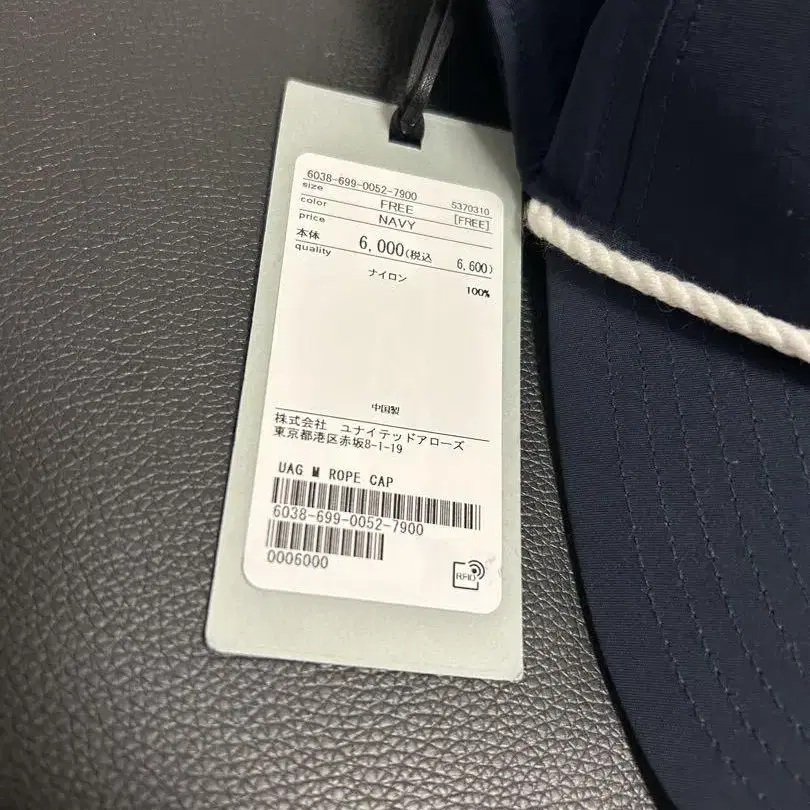 6038-699-0052-7900
size FREE 5370310
color NAVY [FREE]
price
本体 6,000(税込 6,600)
quality
ナイロン 100%
中国製
株式会社 ユナイテッドアローズ
東京都港区赤坂8-1-19
UAG M ROPE CAP
6038-699-0052-7900
0006000
RFID